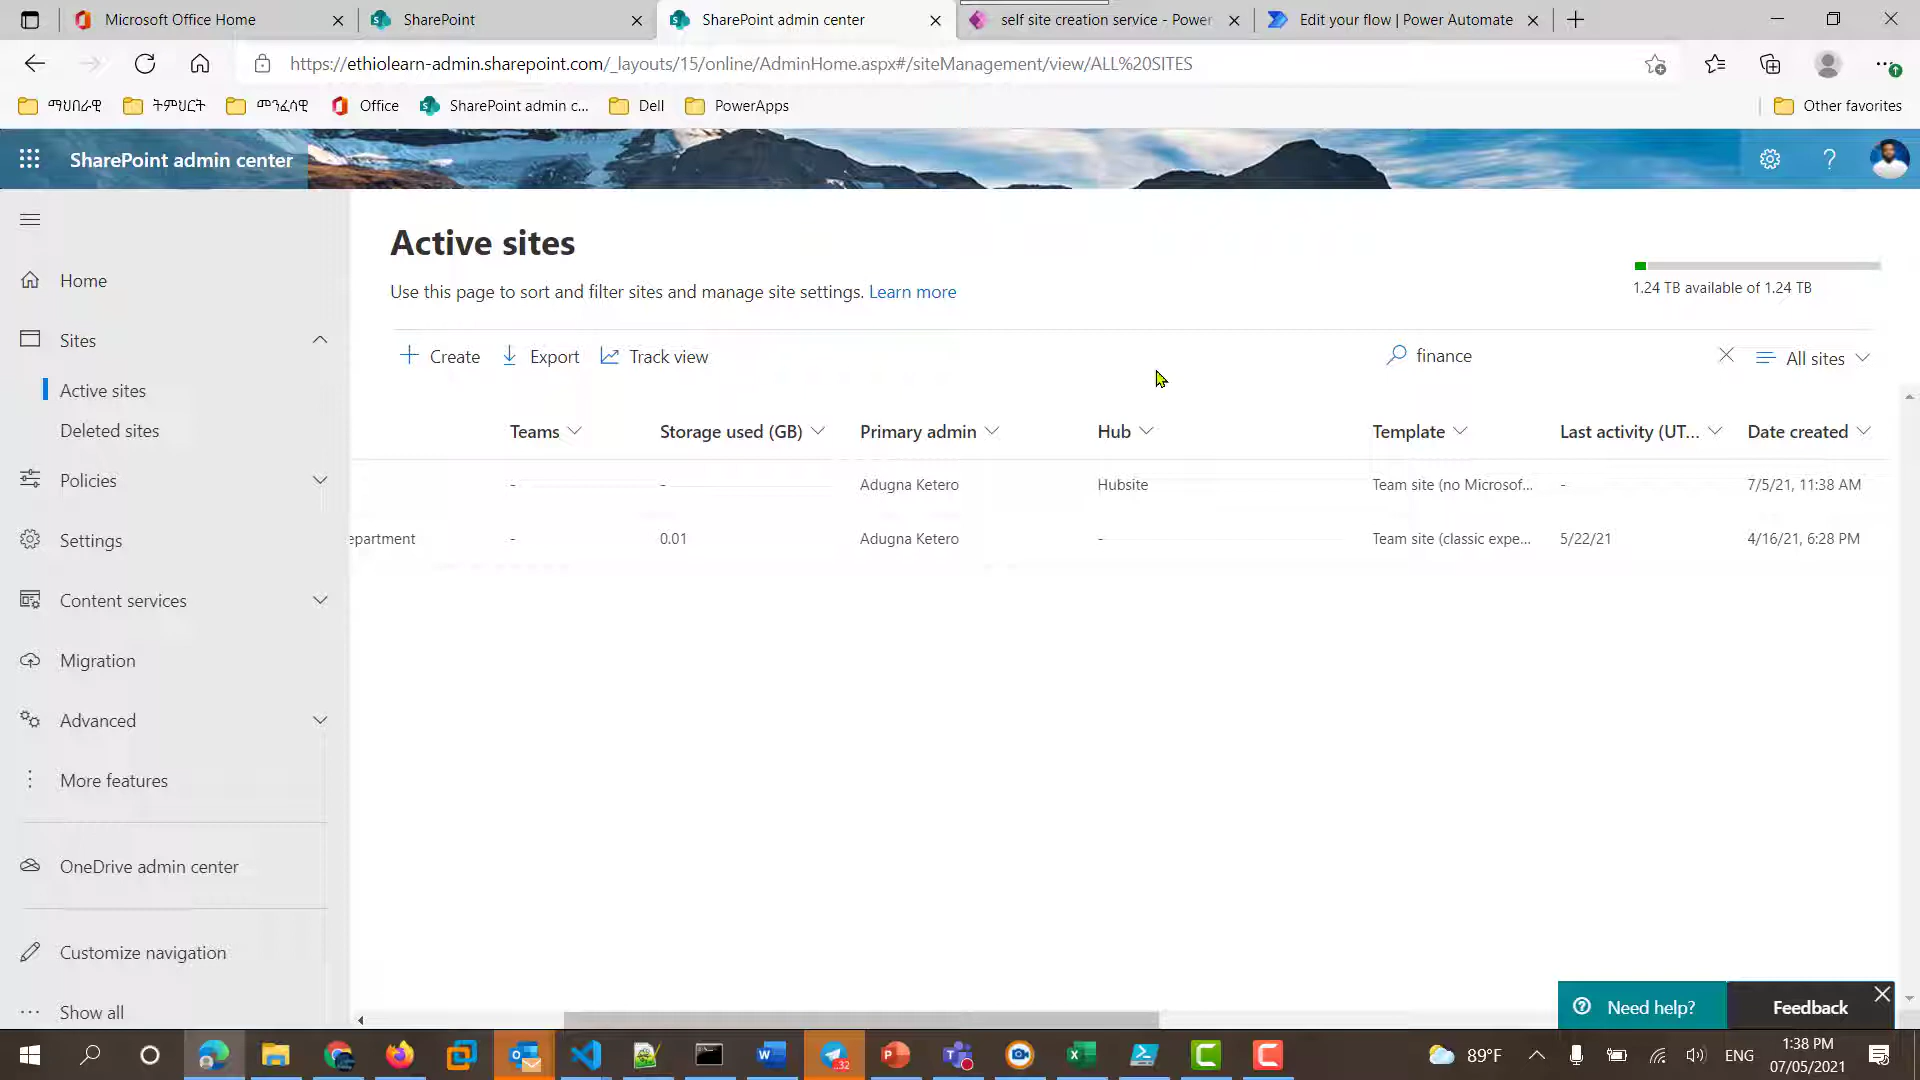 Microsoft Office Home
SharePoint
SharePoint admin center
self site creation service - Power
Edit your flow | Power Automate
https://ethiolearn-admin.sharepoint.com/_layouts/15/online/AdminHome.aspx#/siteManagement/view/ALL%20SITES
ማህበራዊ
ትምህርት
መንፈሳዊ
Office
SharePoint admin c...
Dell
PowerApps
Other favorites
SharePoint admin center
?
Home
Sites
Active sites
Deleted sites
Policies
Settings
Content services
Migration
Advanced
More features
OneDrive admin center
Customize navigation
Show all
Active sites
Use this page to sort and filter sites and manage site settings. Learn more
1.24 TB available of 1.24 TB
Create
Export
Track view
finance
All sites
Teams
Storage used (GB)
Primary admin
Hub
Template
Last activity (UT...
Date created
-
-
Adugna Ketero
Hubsite
Team site (no Microsof...
-
7/5/21, 11:38 AM
epartment
-
0.01
Adugna Ketero
-
Team site (classic expe...
5/22/21
4/16/21, 6:28 PM
Need help?
Feedback
32
89°F
ENG
1:38 PM
07/05/2021